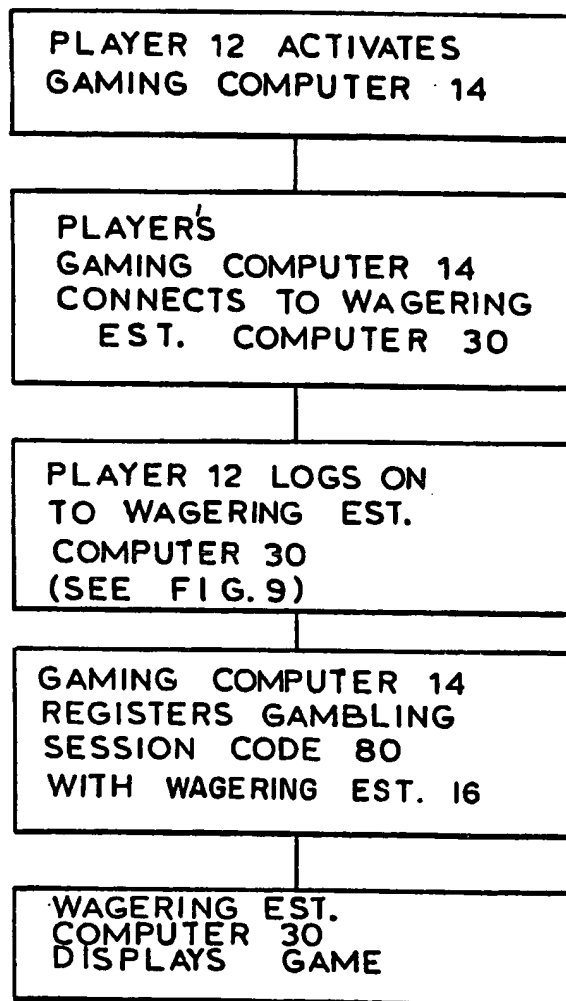 PLAYER 12 ACTIVATES
GAMING COMPUTER 14
PLAYER'S
GAMING COMPUTER 14
CONNECTS TO WAGERING
EST. COMPUTER 30
PLAYER 12 LOGS ON
TO WAGERING EST.
COMPUTER 30
(SEE FIG.9)
GAMING COMPUTER 14
REGISTERS GAMBLING
SESSION CODE 80
WITH WAGERING EST. 16
WAGERING EST.
COMPUTER 30
DISPLAYS GAME